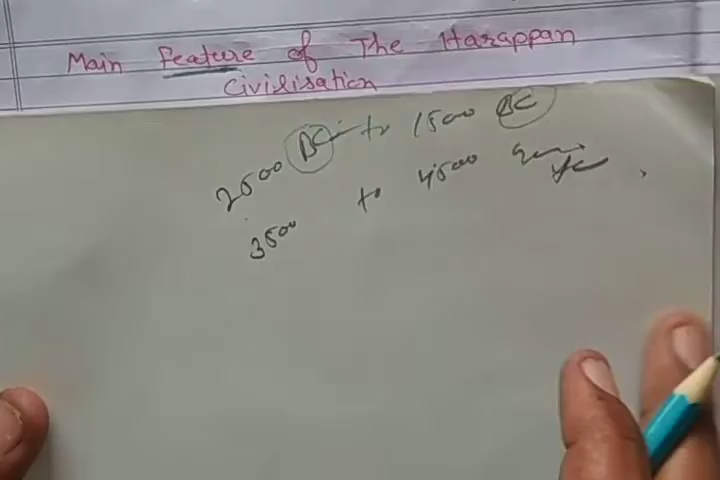 Main Feature of The Harappan
Civilisation
2500 BC to 1500 BC
3500 to 4500